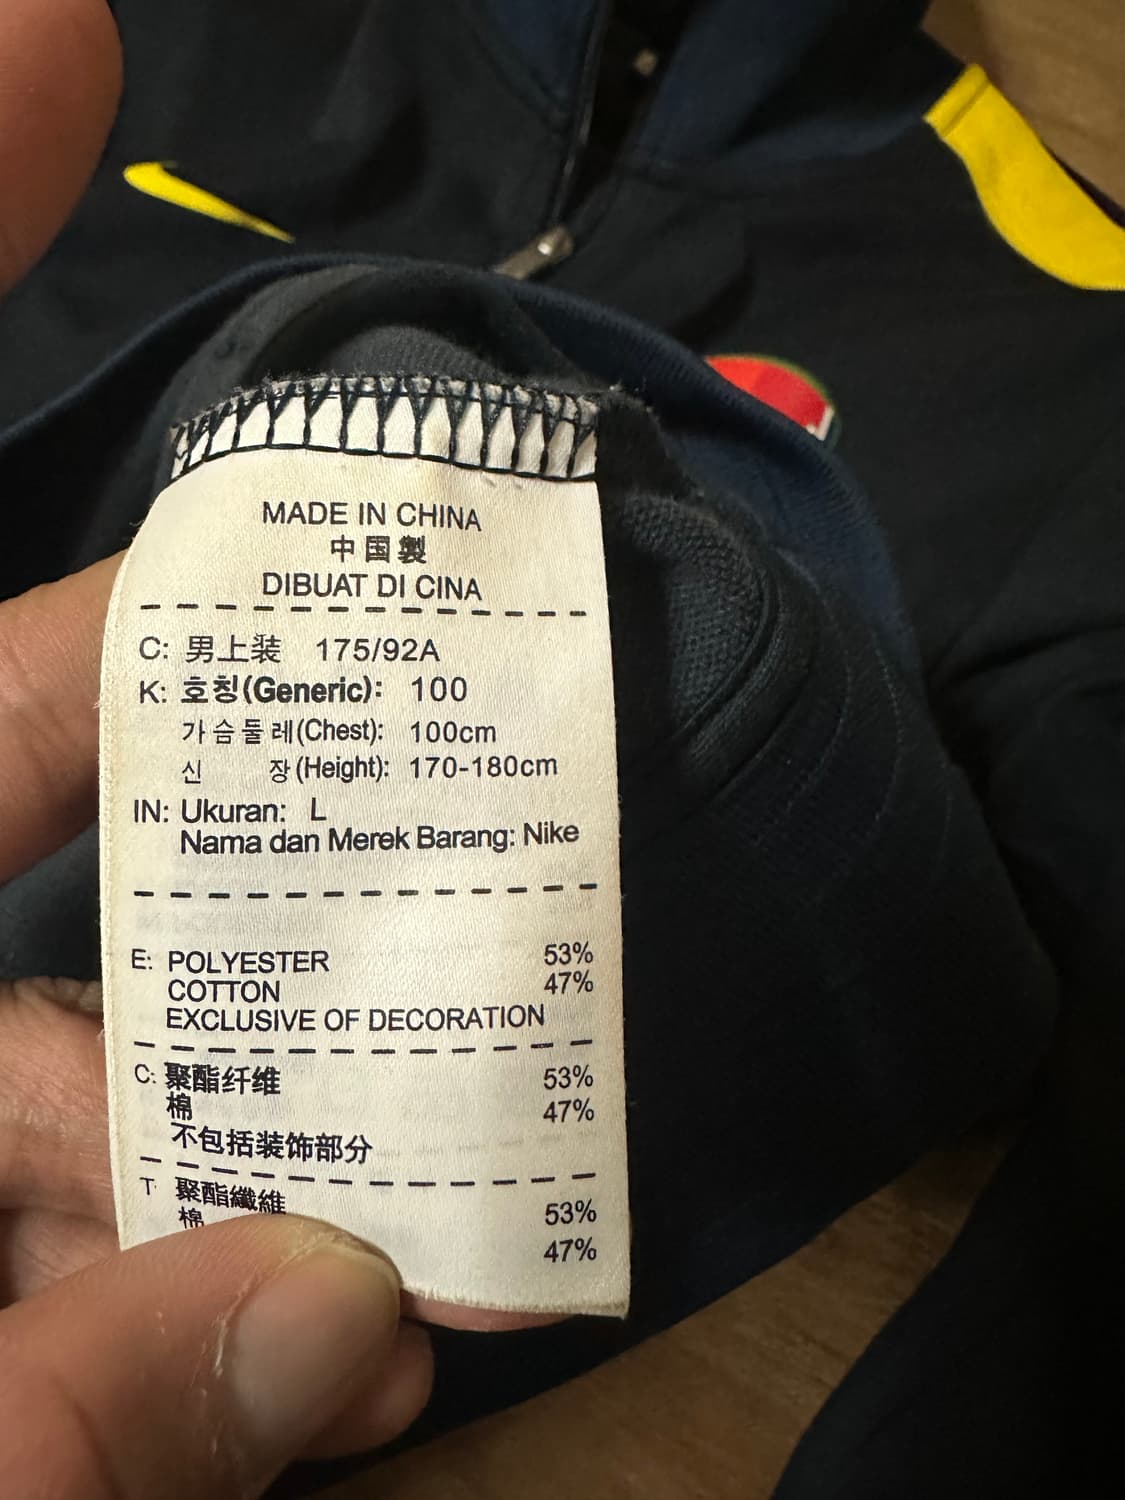 MADE IN CHINA
中国製
DIBUAT DI CINA
C: 男上装 175/92A
K: 호칭(Generic): 100
가슴둘레(Chest): 100cm
신 장(Height): 170-180cm
IN: Ukuran: L
Nama dan Merek Barang: Nike
E: POLYESTER 53%
COTTON 47%
EXCLUSIVE OF DECORATION
C: 聚酯纤维 53%
棉 47%
不包括装饰部分
T 聚酯纖維 53%
棉 47%